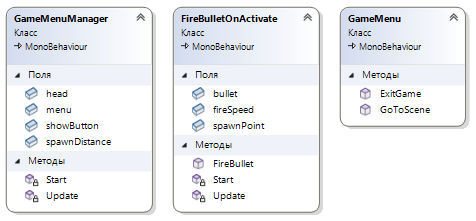 GameMenuManager
Класс
MonoBehaviour
Поля
head
menu
showButton
spawnDistance
Методы
Start
Update
FireBulletOnActivate
Класс
MonoBehaviour
Поля
bullet
fireSpeed
spawnPoint
Методы
FireBullet
Start
Update
GameMenu
Класс
MonoBehaviour
Методы
ExitGame
GoToScene